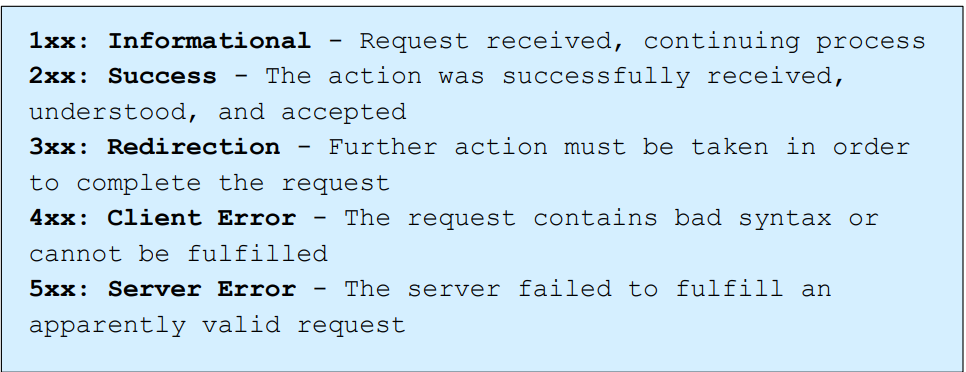 1xx: Informational - Request received, continuing process
2xx: Success - The action was successfully received,
understood, and accepted
3xx: Redirection - Further action must be taken in order
to complete the request
4xx: Client Error - The request contains bad syntax or
cannot be fulfilled
5xx: Server Error - The server failed to fulfill an
apparently valid request